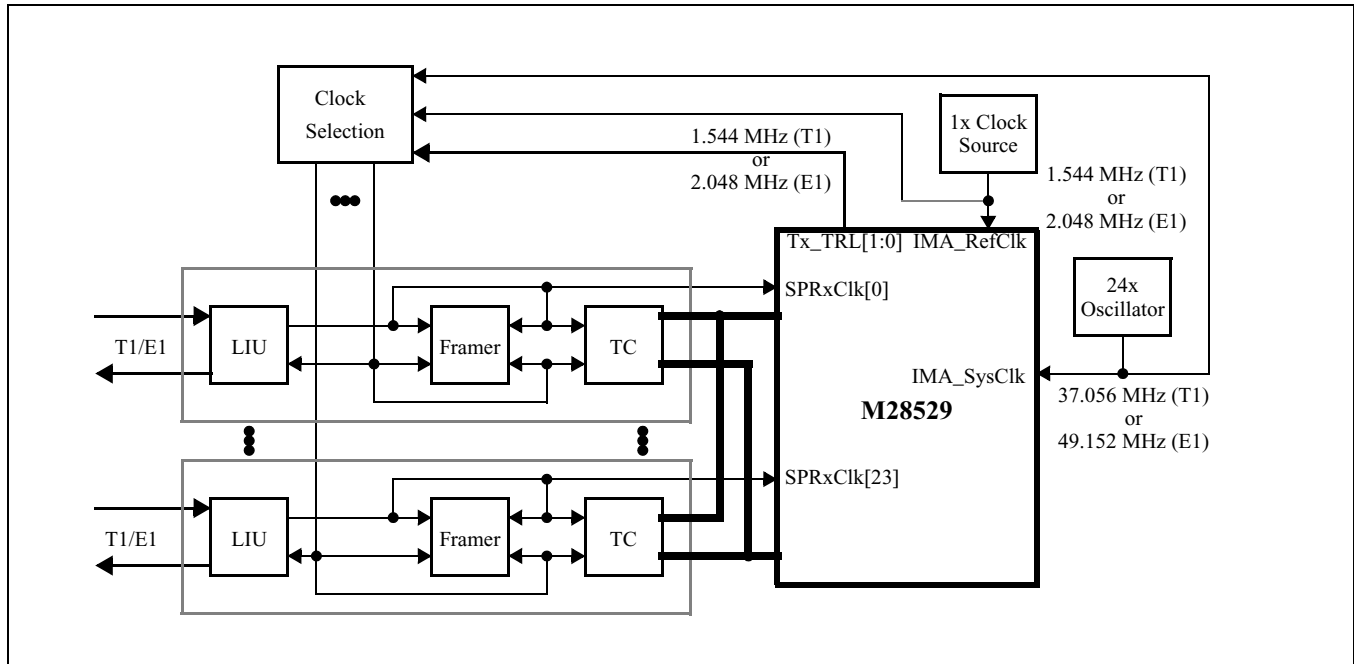 Clock
Selection
1x Clock
Source
1.544 MHz (T1)
or
2.048 MHz (E1)
1.544 MHz (T1)
or
2.048 MHz (E1)
Tx_TRL[1:0] IMA_RefClk
SPRxClk[0]
24x
Oscillator
T1/E1
LIU
Framer
TC
IMA_SysClk
M28529
37.056 MHz (T1)
or
49.152 MHz (E1)
SPRxClk[23]
T1/E1
LIU
Framer
TC